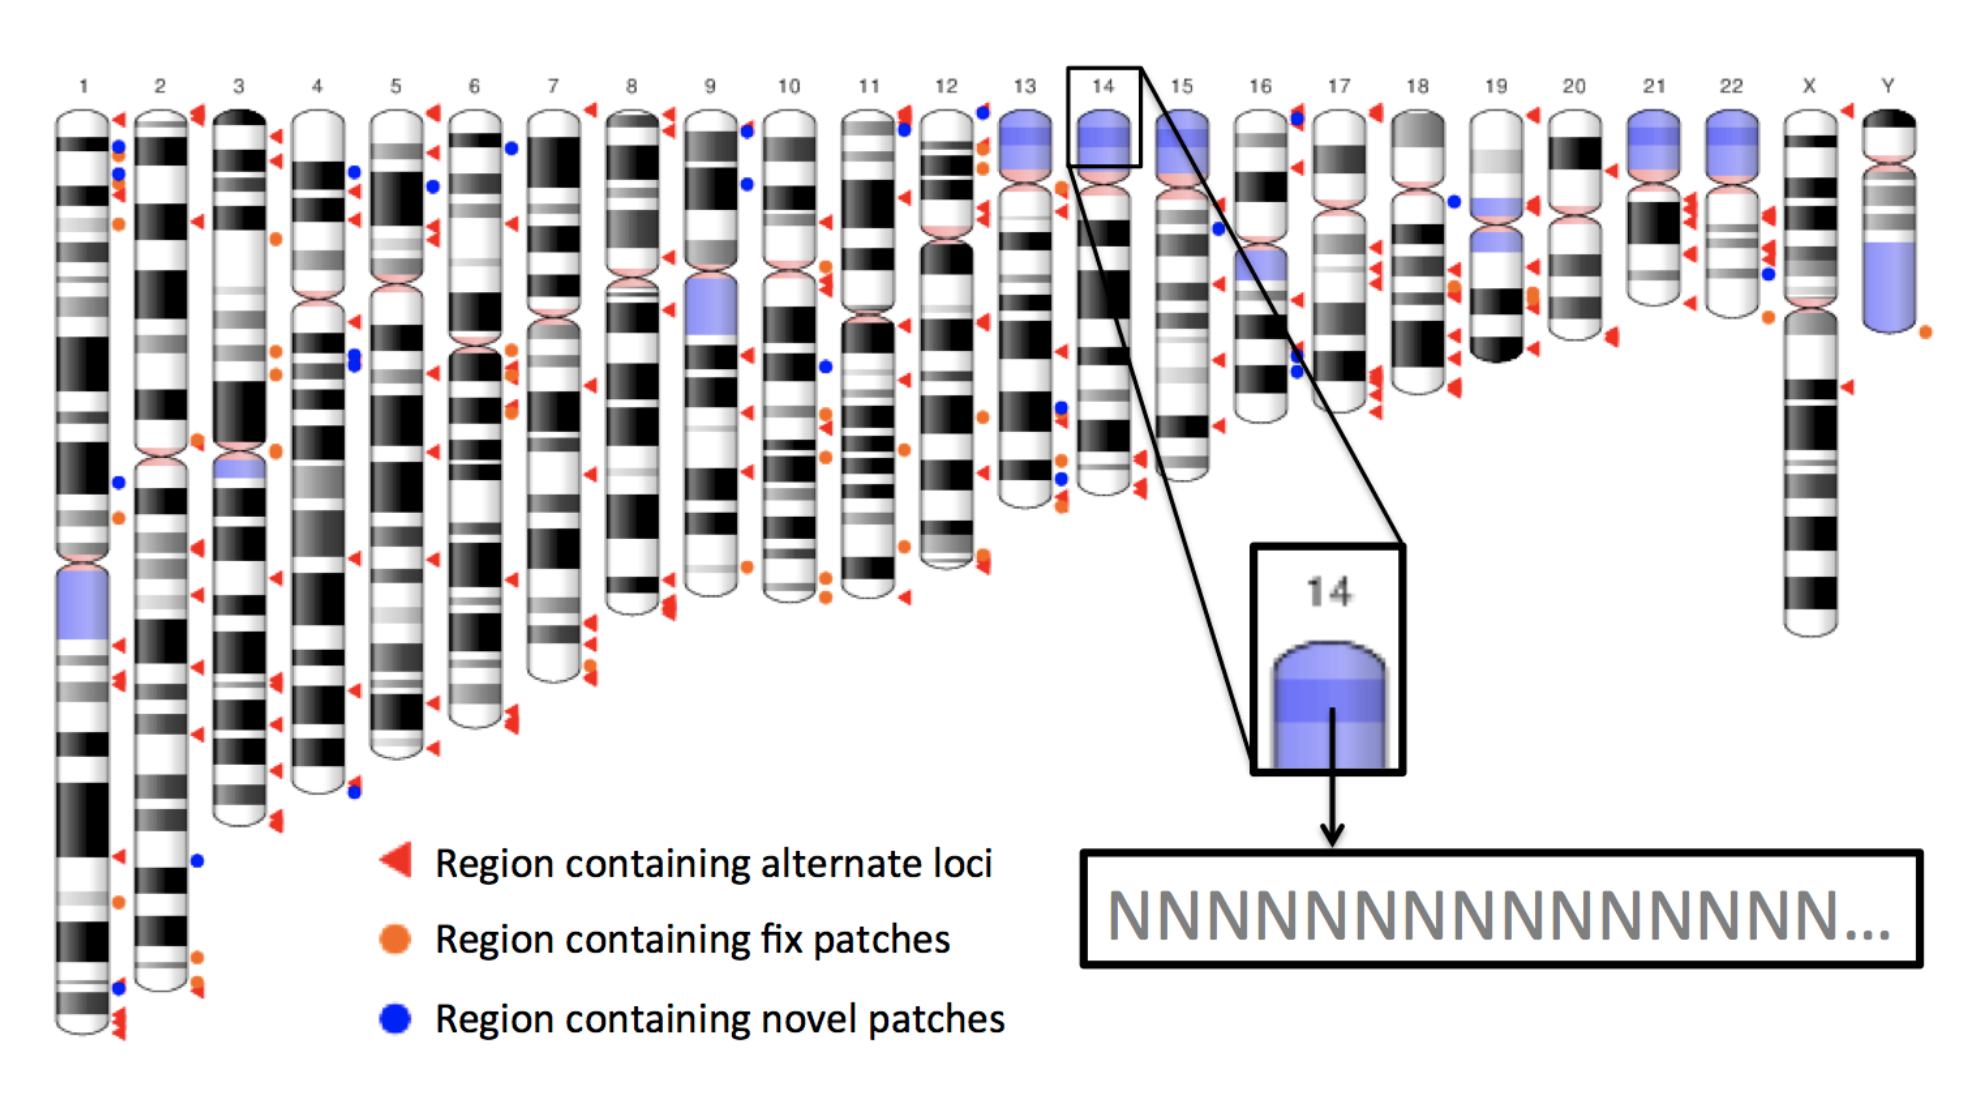 1 2 3 4 5 6 7 8 9 10 11 12 13 14 15 16 17 18 19 20 21 22 X Y
14
Region containing alternate loci
Region containing fix patches
NNNNNNNNNNNNNNN...
Region containing novel patches